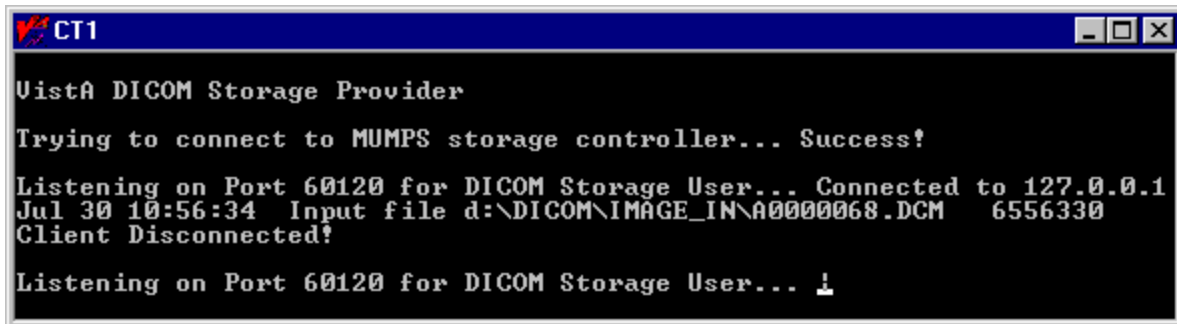 CT1
VistA DICOM Storage Provider
Trying to connect to MUMPS storage controller... Success!
Listening on Port 60120 for DICOM Storage User... Connected to 127.0.0.1
Jul 30 10:56:34  Input file d:\DICOM\IMAGE_IN\A0000068.DCM   6556330
Client Disconnected!
Listening on Port 60120 for DICOM Storage User...